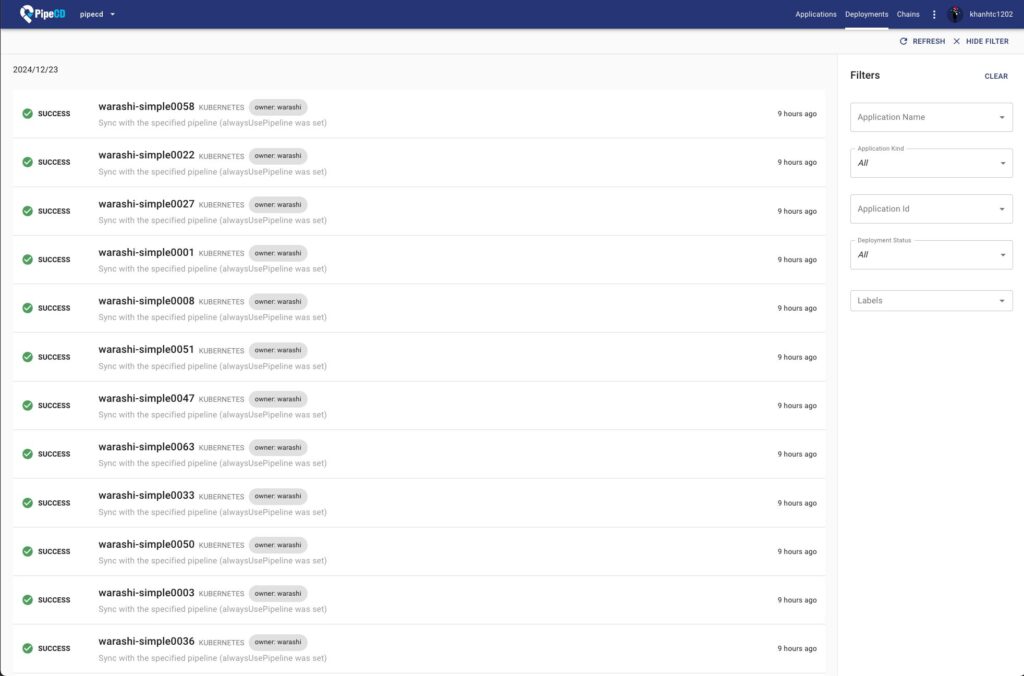 PipeCD pipecd Applications Deployments Chains khanhtc1202
REFRESH HIDE FILTER
2024/12/23
SUCCESS warashi-simple0058 KUBERNETES owner: warashi 9 hours ago
Sync with the specified pipeline (alwaysUsePipeline was set)
SUCCESS warashi-simple0022 KUBERNETES owner: warashi 9 hours ago
Sync with the specified pipeline (alwaysUsePipeline was set)
SUCCESS warashi-simple0027 KUBERNETES owner: warashi 9 hours ago
Sync with the specified pipeline (alwaysUsePipeline was set)
SUCCESS warashi-simple0001 KUBERNETES owner: warashi 9 hours ago
Sync with the specified pipeline (alwaysUsePipeline was set)
SUCCESS warashi-simple0008 KUBERNETES owner: warashi 9 hours ago
Sync with the specified pipeline (alwaysUsePipeline was set)
SUCCESS warashi-simple0051 KUBERNETES owner: warashi 9 hours ago
Sync with the specified pipeline (alwaysUsePipeline was set)
SUCCESS warashi-simple0047 KUBERNETES owner: warashi 9 hours ago
Sync with the specified pipeline (alwaysUsePipeline was set)
SUCCESS warashi-simple0063 KUBERNETES owner: warashi 9 hours ago
Sync with the specified pipeline (alwaysUsePipeline was set)
SUCCESS warashi-simple0033 KUBERNETES owner: warashi 9 hours ago
Sync with the specified pipeline (alwaysUsePipeline was set)
SUCCESS warashi-simple0050 KUBERNETES owner: warashi 9 hours ago
Sync with the specified pipeline (alwaysUsePipeline was set)
SUCCESS warashi-simple0003 KUBERNETES owner: warashi 9 hours ago
Sync with the specified pipeline (alwaysUsePipeline was set)
SUCCESS warashi-simple0036 KUBERNETES owner: warashi 9 hours ago
Sync with the specified pipeline (alwaysUsePipeline was set)
Filters CLEAR
Application Name
Application Kind
All
Application Id
Deployment Status
All
Labels